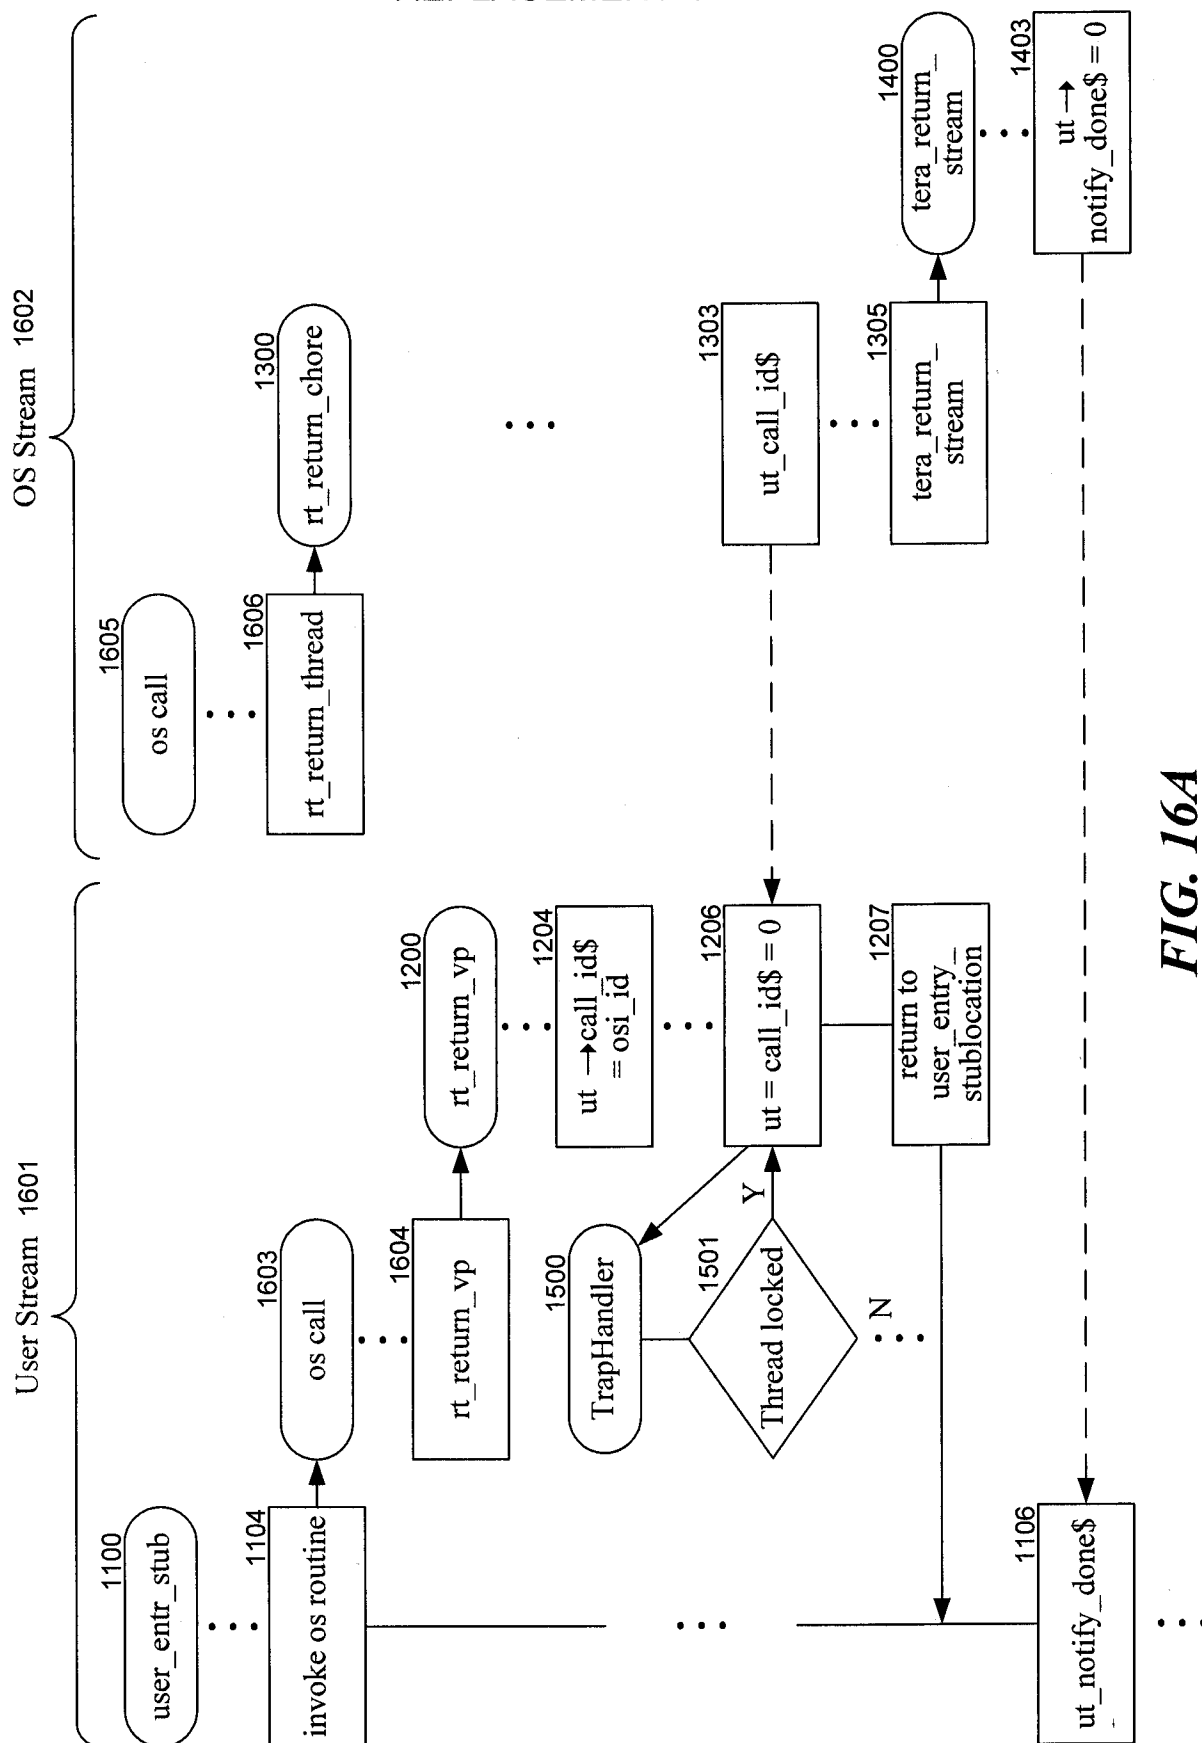 User Stream 1601
OS Stream 1602
1100
user_entr_stub
1104
invoke os routine
1603
os call
1604
rt_return_vp
1200
rt_return_vp
1204
ut →call_id$
= osi_id
1500
TrapHandler
1501
Thread locked
Y
N
1206
ut = call_id$ = 0
1207
return to
user_entry_
stublocation
1106
ut_notify_done$
1605
os call
1606
rt_return_thread
1300
rt_return_chore
1303
ut_call_id$
1305
tera_return_
stream
1400
tera_return_
stream
1403
ut →
notify_done$ = 0
FIG. 16A